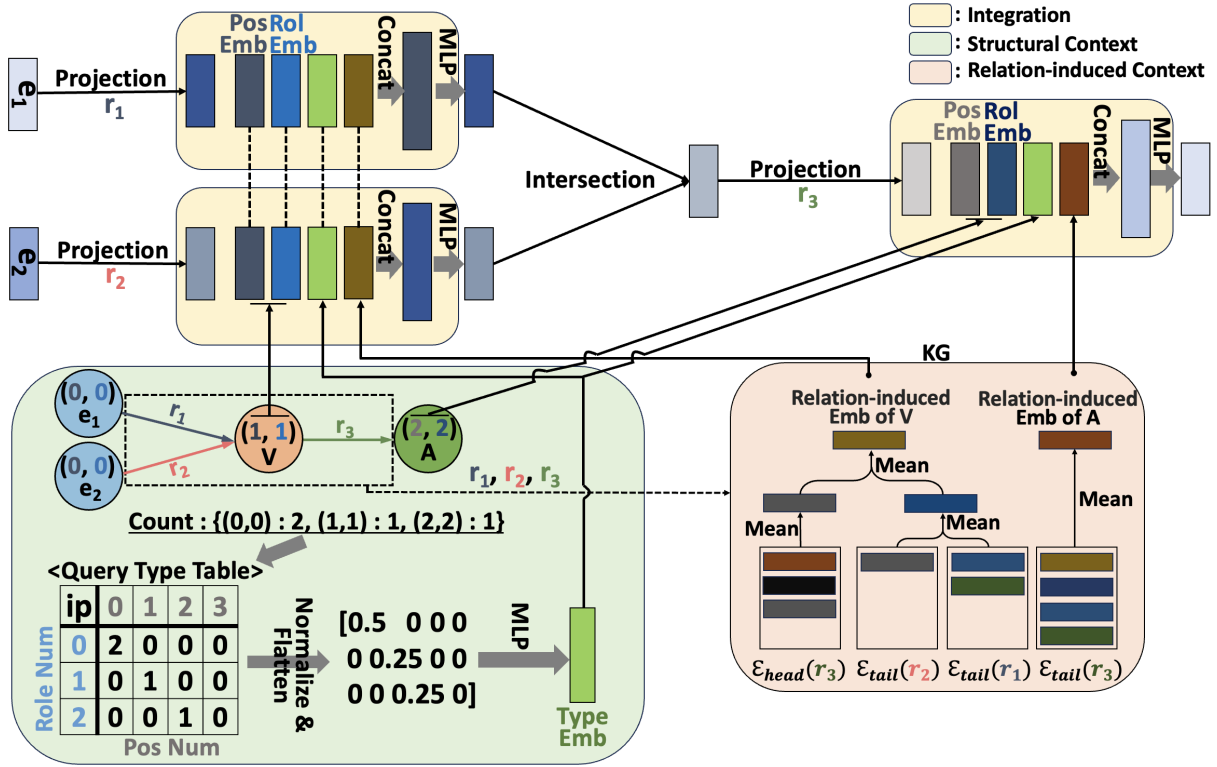 : Integration
: Structural Context
: Relation-induced Context
Pos Rol
Emb Emb
Concat
MLP
e1
Projection
r1
Pos Rol
Emb Emb
Concat
MLP
Intersection
Projection
r3
e2
Projection
r2
Concat
MLP
KG
(0, 0)
e1
r1
(0, 0)
e2
r2
(1, 1)
V
r3
(2, 2)
A
r1, r2, r3
Count : {(0,0) : 2, (1,1) : 1, (2,2) : 1}
<Query Type Table>
ip 0 1 2 3
0 2 0 0 0
1 0 1 0 0
2 0 0 1 0
Role Num
Pos Num
Normalize &
Flatten
[0.5 0 0 0
0 0.25 0 0
0 0 0.25 0]
MLP
Type
Emb
Relation-induced
Emb of V
Relation-induced
Emb of A
Mean
Mean
Mean
Mean
Ɛhead(r3) Ɛtail(r2) Ɛtail(r1) Ɛtail(r3)